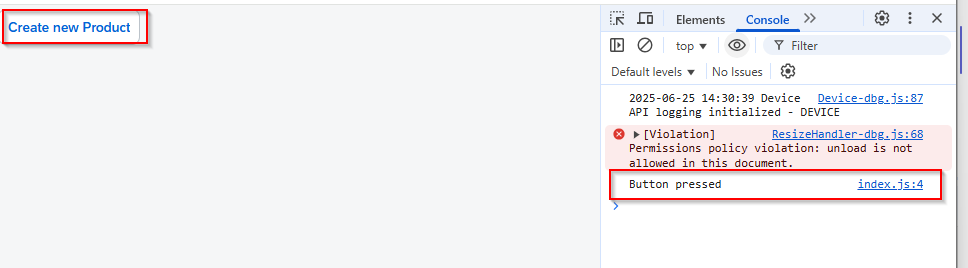 Create new Product
Elements Console
top Filter
Default levels No Issues
2025-06-25 14:30:39 Device Device-dbg.js:87
API logging initialized - DEVICE
[Violation] ResizeHandler-dbg.js:68
Permissions policy violation: unload is not
allowed in this document.
Button pressed index.js:4